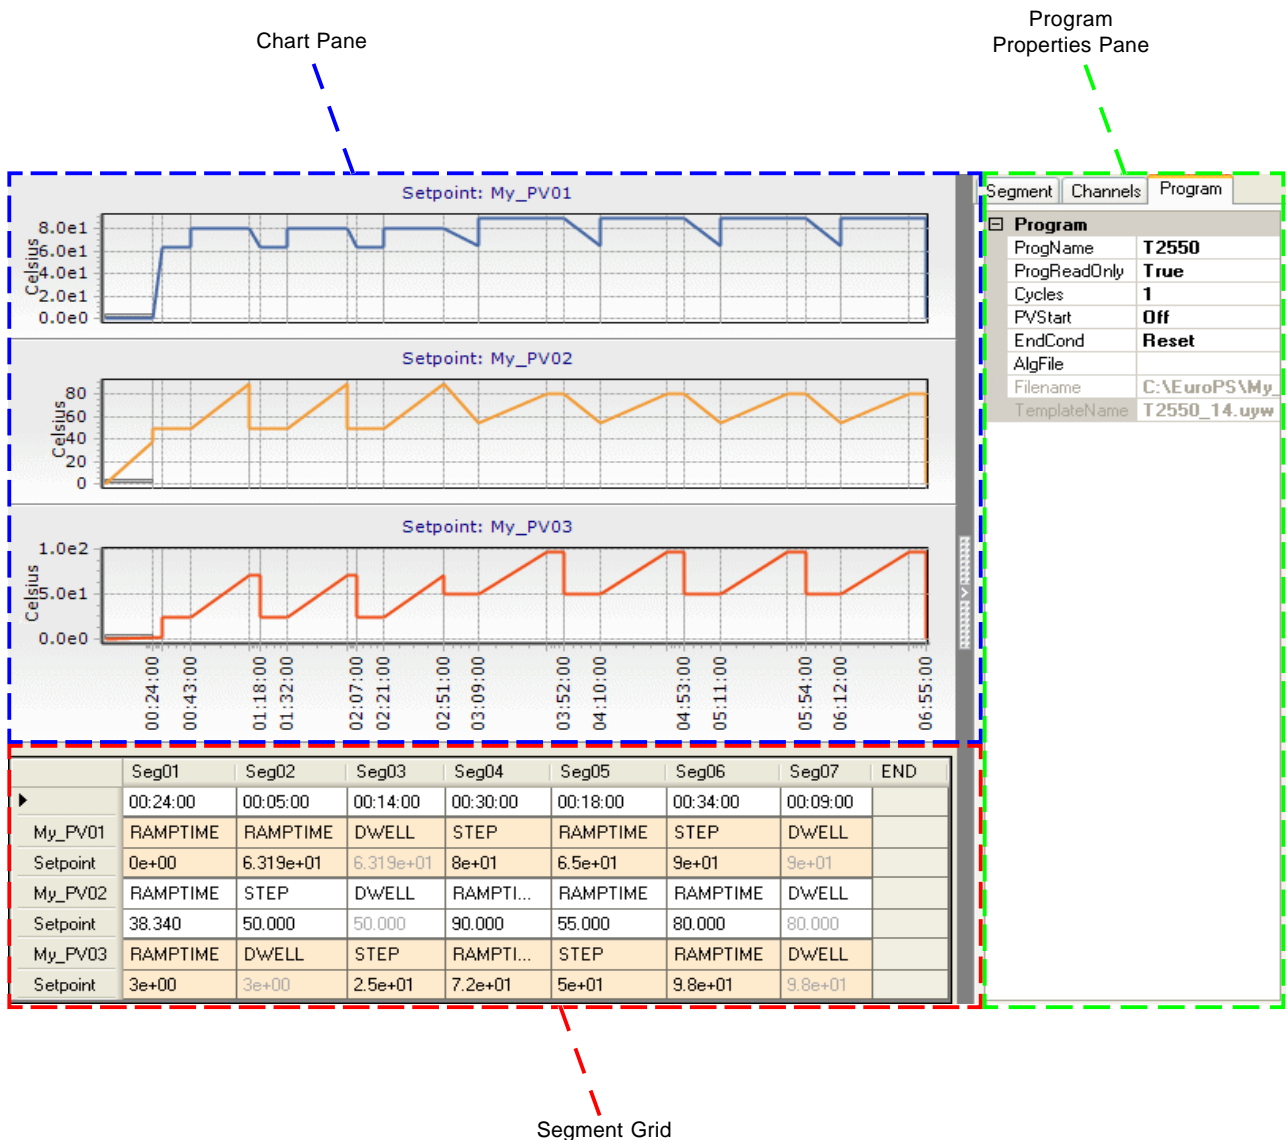 Chart Pane
Program
Properties Pane
Setpoint: My_PV01
Celsius
8.0e1
6.0e1
4.0e1
2.0e1
0.0e0
Setpoint: My_PV02
Celsius
80
60
40
20
0
Setpoint: My_PV03
Celsius
1.0e2
5.0e1
0.0e0
00:24:00 00:43:00 01:18:00 01:32:00 02:07:00 02:21:00 02:51:00 03:09:00 03:52:00 04:10:00 04:53:00 05:11:00 05:54:00 06:12:00 06:55:00
Segment Channels Program
Program
ProgName T2550
ProgReadOnly True
Cycles 1
PVStart Off
EndCond Reset
AlgFile
Filename C:\EuroPS\My_
TemplateName T2550_14.uyw
Seg01 Seg02 Seg03 Seg04 Seg05 Seg06 Seg07 END
00:24:00 00:05:00 00:14:00 00:30:00 00:18:00 00:34:00 00:09:00
My_PV01 RAMPTIME RAMPTIME DWELL STEP RAMPTIME STEP DWELL
Setpoint 0e+00 6.319e+01 6.319e+01 8e+01 6.5e+01 9e+01 9e+01
My_PV02 RAMPTIME STEP DWELL RAMPTI... RAMPTIME RAMPTIME DWELL
Setpoint 38.340 50.000 50.000 90.000 55.000 80.000 80.000
My_PV03 RAMPTIME DWELL STEP RAMPTI... STEP RAMPTIME DWELL
Setpoint 3e+00 3e+00 2.5e+01 7.2e+01 5e+01 9.8e+01 9.8e+01
Segment Grid